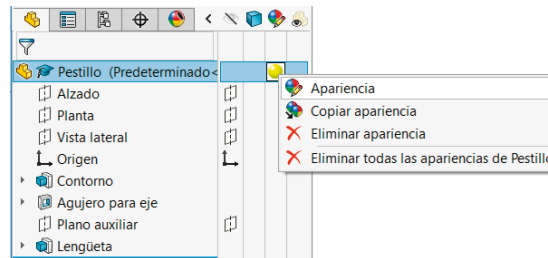 Pestillo (Predeterminado<
Alzado
Planta
Vista lateral
Origen
Contorno
Agujero para eje
Plano auxiliar
Lengüeta
Apariencia
Copiar apariencia
Eliminar apariencia
Eliminar todas las apariencias de Pestillo